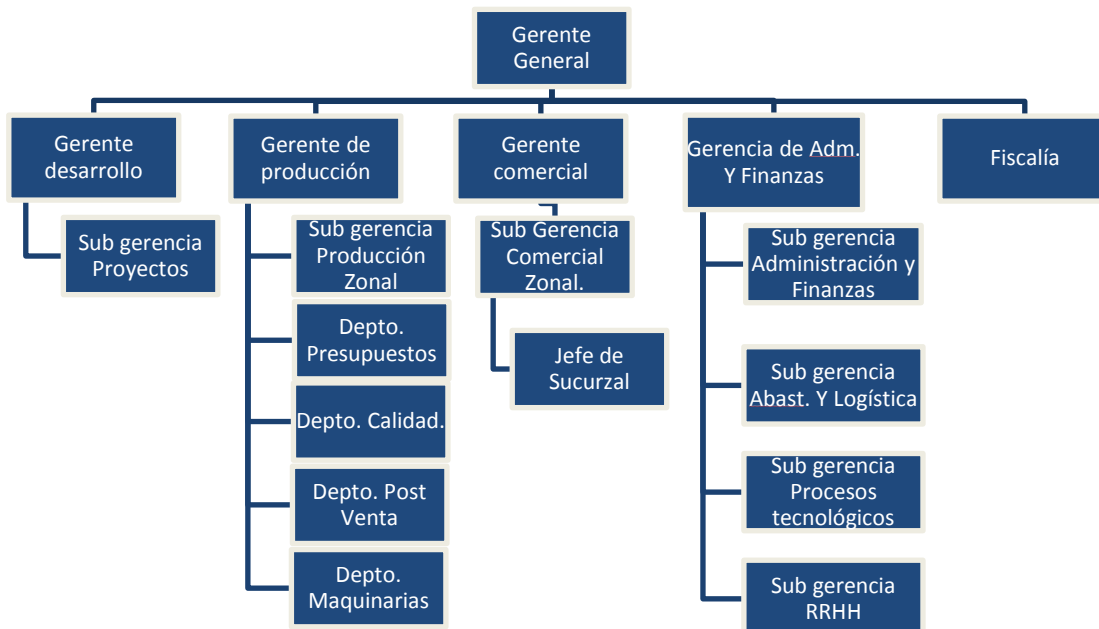 Gerente
General
Gerente
desarrollo
Gerente de
producción
Gerente
comercial
Gerencia de Adm.
Y Finanzas
Fiscalía
Sub gerencia
Proyectos
Sub gerencia
Producción
Zonal
Depto.
Presupuestos
Depto. Calidad.
Depto. Post
Venta
Depto.
Maquinarias
Sub Gerencia
Comercial
Zonal.
Jefe de
Sucurzal
Sub gerencia
Administración y
Finanzas
Sub gerencia
Abast. Y Logística
Sub gerencia
Procesos
tecnológicos
Sub gerencia
RRHH